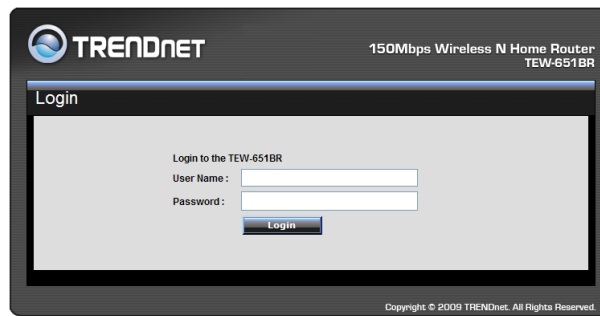 TRENDNET
150Mbps Wireless N Home Router
TEW-651BR
Login
Login to the TEW-651BR
User Name :
Password :
Login
Copyright © 2009 TRENDnet. All Rights Reserved.